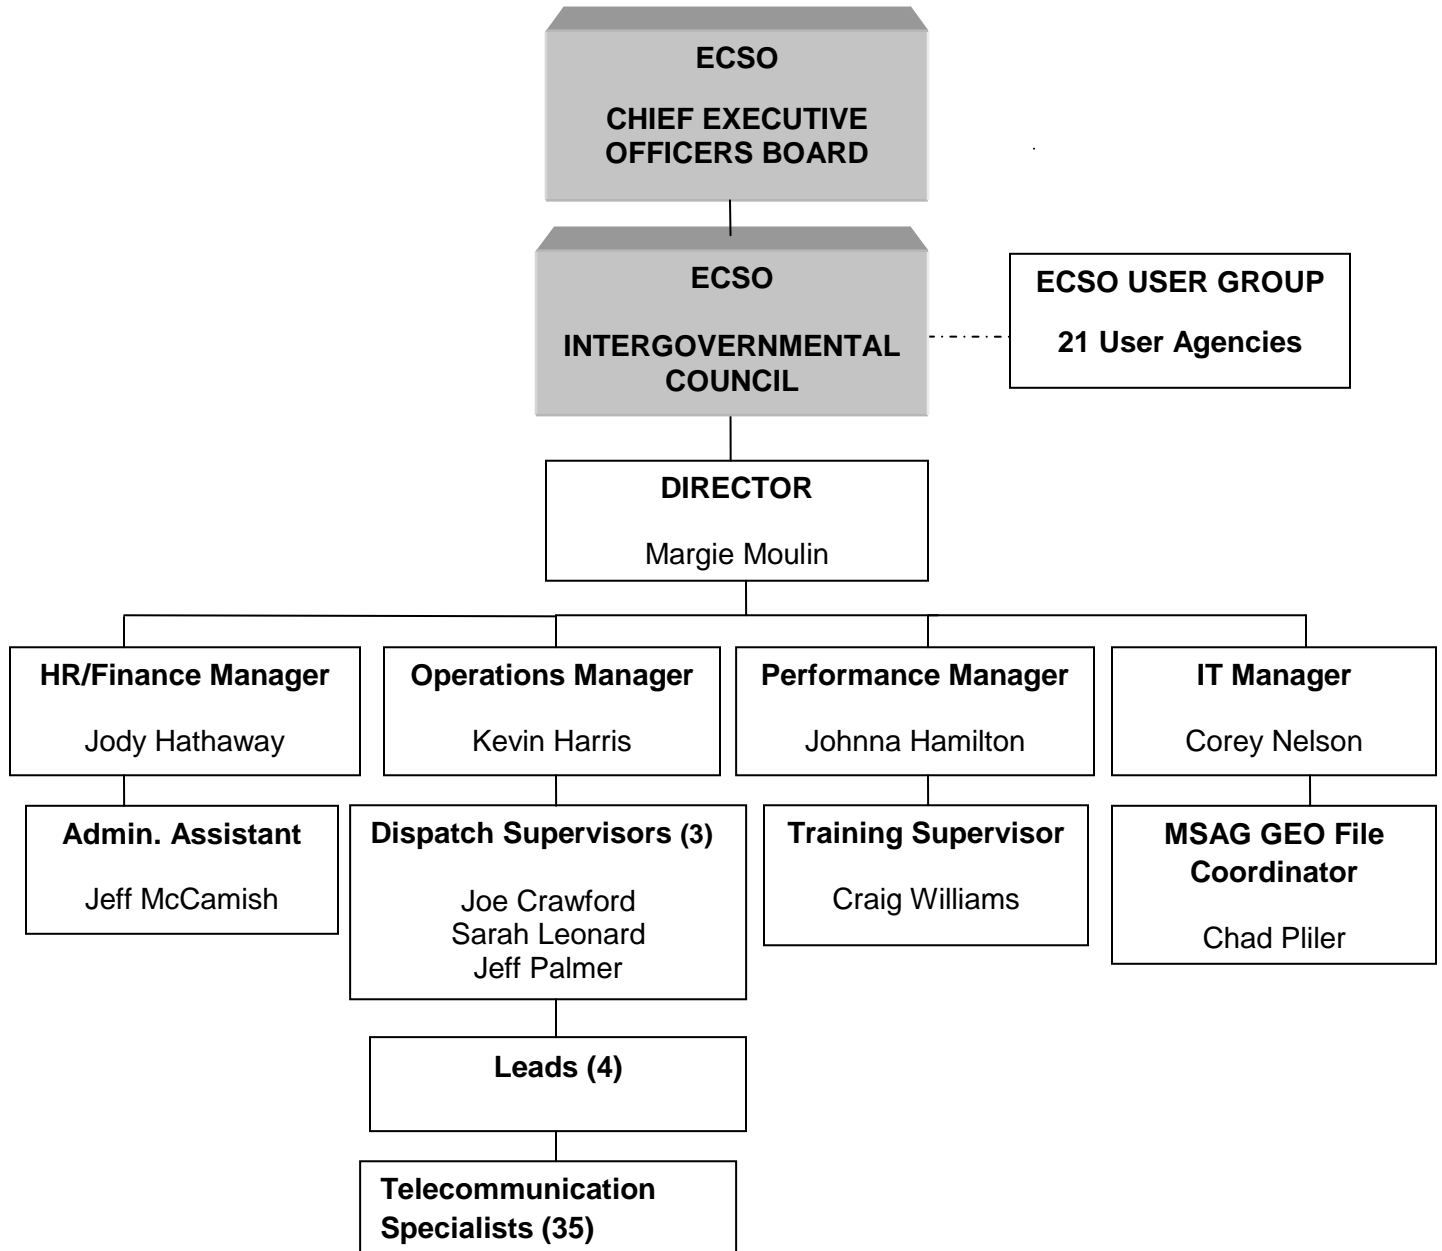 ECSO
CHIEF EXECUTIVE
OFFICERS BOARD
ECSO
INTERGOVERNMENTAL
COUNCIL
ECSO USER GROUP
21 User Agencies
DIRECTOR
Margie Moulin
HR/Finance Manager
Jody Hathaway
Operations Manager
Kevin Harris
Performance Manager
Johnna Hamilton
IT Manager
Corey Nelson
Admin. Assistant
Jeff McCamish
Dispatch Supervisors (3)
Joe Crawford
Sarah Leonard
Jeff Palmer
Training Supervisor
Craig Williams
MSAG GEO File
Coordinator
Chad Pliler
Leads (4)
Telecommunication
Specialists (35)